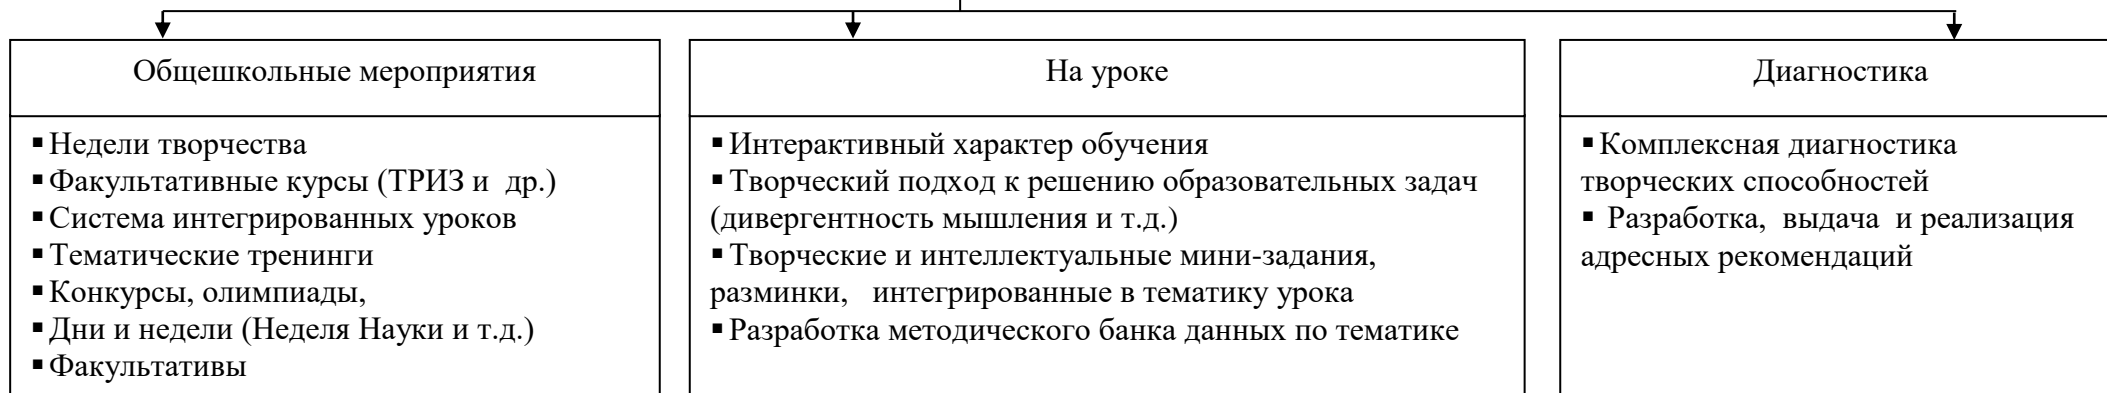 Общешкольные мероприятия
▪Недели творчества
▪Факультативные курсы (ТРИЗ и др.)
▪Система интегрированных уроков
▪Тематические тренинги
▪Конкурсы, олимпиады,
▪Дни и недели (Неделя Науки и т.д.)
▪Факультативы
На уроке
▪Интерактивный характер обучения
▪Творческий подход к решению образовательных задач
(дивергентность мышления и т.д.)
▪Творческие и интеллектуальные мини-задания,
разминки, интегрированные в тематику урока
▪Разработка методического банка данных по тематике
Диагностика
▪Комплексная диагностика
творческих способностей
▪ Разработка, выдача и реализация
адресных рекомендаций